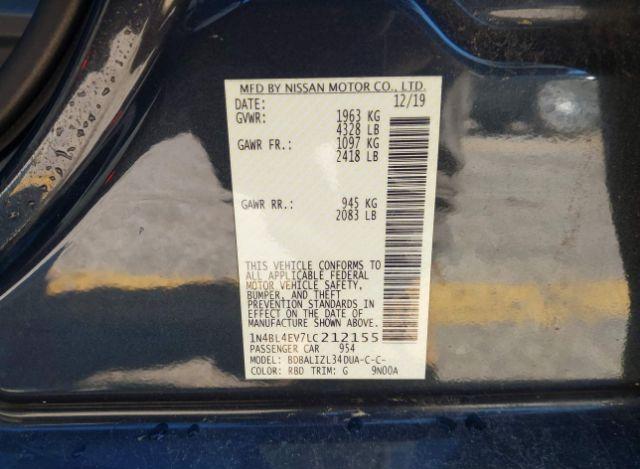 MFD BY NISSAN MOTOR CO., LTD.
DATE: 12/19
GVWR: 1963 KG
4328 LB
GAWR FR.: 1097 KG
2418 LB
GAWR RR.: 945 KG
2083 LB
THIS VEHICLE CONFORMS TO
ALL APPLICABLE FEDERAL
MOTOR VEHICLE SAFETY,
BUMPER, AND THEFT
PREVENTION STANDARDS IN
EFFECT ON THE DATE OF
MANUFACTURE SHOWN ABOVE.
1N4BL4EV7LC212155
PASSENGER CAR 954
MODEL: BDBALIZL34DUA-C-C-
COLOR: RBD TRIM: G 9N00A